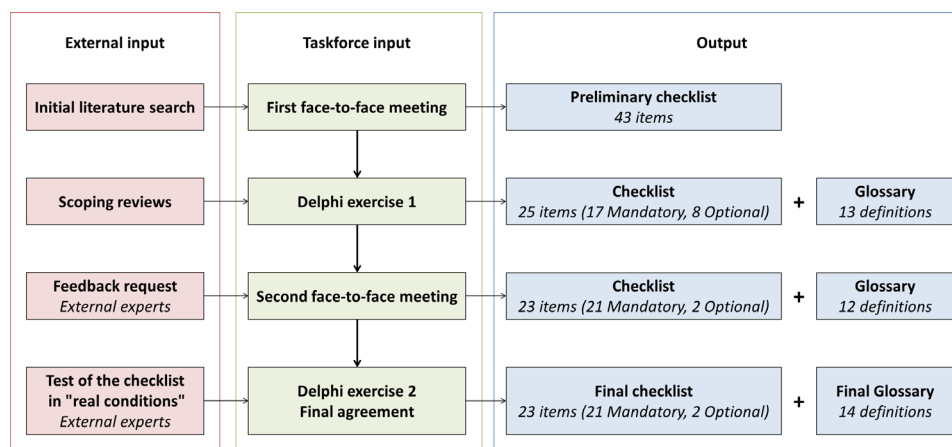 External input
Taskforce input
Output
Initial literature search
First face-to-face meeting
Preliminary checklist
43 items
Scoping reviews
Delphi exercise 1
Checklist
25 items (17 Mandatory, 8 Optional)
+
Glossary
13 definitions
Feedback request
External experts
Second face-to-face meeting
Checklist
23 items (21 Mandatory, 2 Optional)
+
Glossary
12 definitions
Test of the checklist
in "real conditions"
External experts
Delphi exercise 2
Final agreement
Final checklist
23 items (21 Mandatory, 2 Optional)
+
Final Glossary
14 definitions